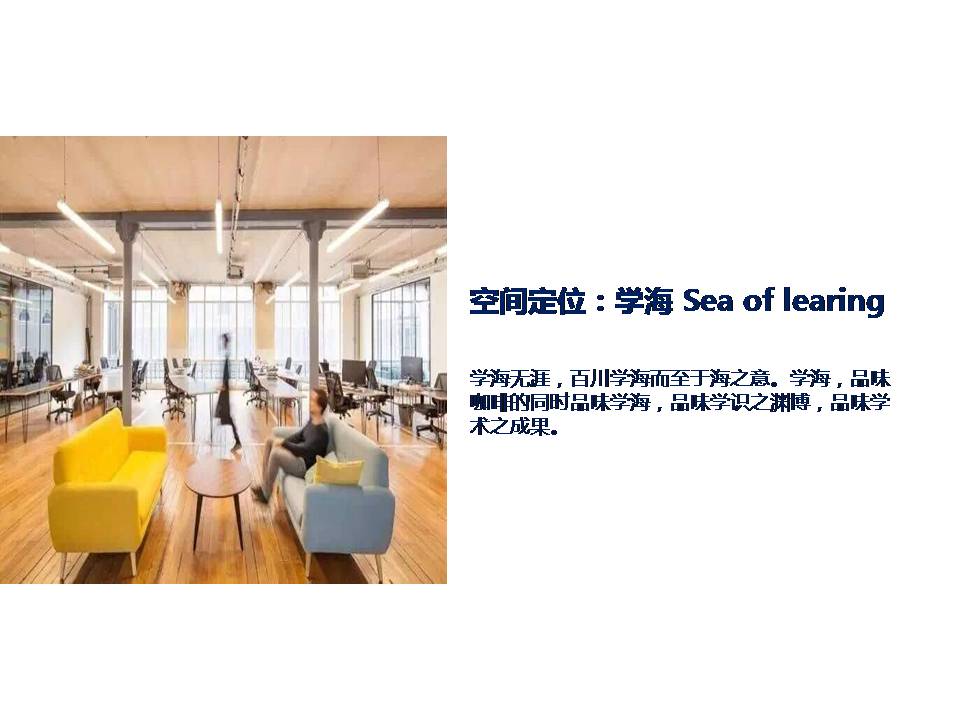 空间定位：学海 Sea of learing
学海无涯，百川学海而至于海之意。学海，品味
咖啡的同时品味学海，品味学识之渊博，品味学
术之成果。